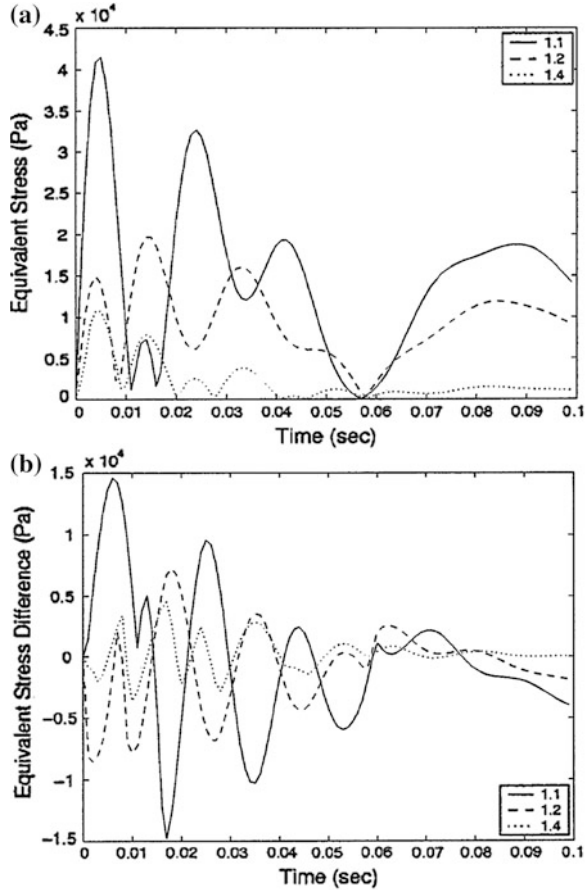 (a)
x 10⁴
4.5
4
3.5
3
2.5
2
1.5
1
0.5
0
Equivalent Stress (Pa)
1.1
1.2
1.4
0 0.01 0.02 0.03 0.04 0.05 0.06 0.07 0.08 0.09 0.1
Time (sec)
(b)
x 10⁴
1.5
1
0.5
0
-0.5
-1
-1.5
Equivalent Stress Difference (Pa)
1.1
1.2
1.4
0 0.01 0.02 0.03 0.04 0.05 0.06 0.07 0.08 0.09 0.1
Time (sec)